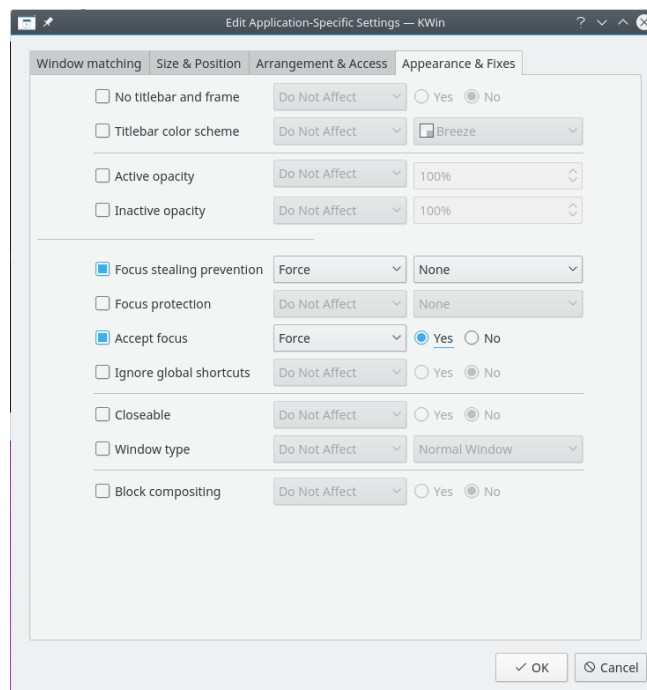 Edit Application-Specific Settings — KWin
Window matching Size & Position Arrangement & Access Appearance & Fixes
No titlebar and frame Do Not Affect Yes No
Titlebar color scheme Do Not Affect Breeze
Active opacity Do Not Affect 100%
Inactive opacity Do Not Affect 100%
Focus stealing prevention Force None
Focus protection Do Not Affect None
Accept focus Force Yes No
Ignore global shortcuts Do Not Affect Yes No
Closeable Do Not Affect Yes No
Window type Do Not Affect Normal Window
Block compositing Do Not Affect Yes No
OK Cancel